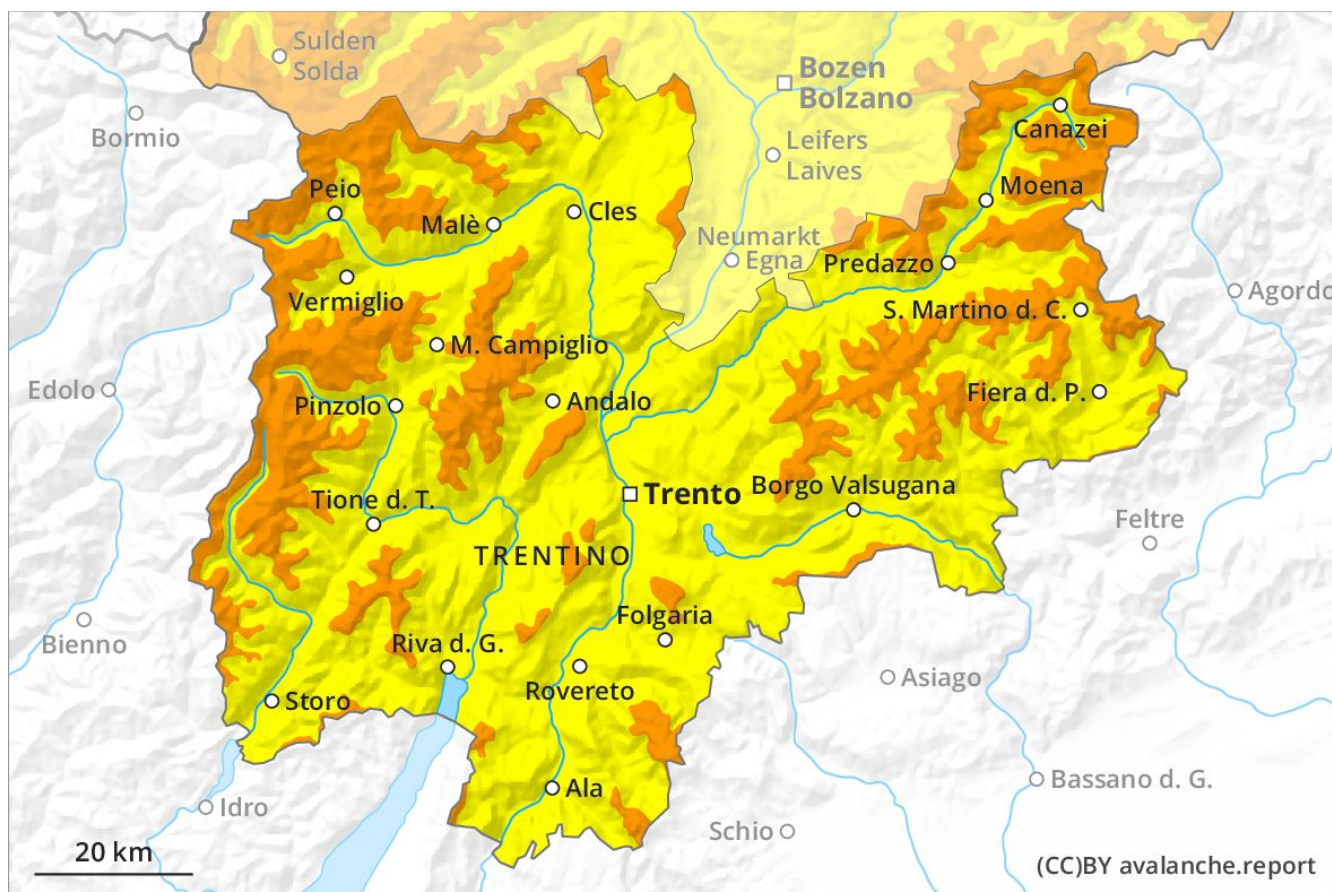 Sulden
Solda
Bozen
Bolzano
Bormio
Canazei
Leifers
Laives
Peio
Moena
Malè
Cles
Neumarkt
Egna
Predazzo
Vermiglio
Agordo
S. Martino d. C.
M. Campiglio
Edolo
Pinzolo
Andalo
Fiera d. P.
Trento
Borgo Valsugana
Tione d. T.
Feltre
TRENTINO
Folgaria
Bienno
Riva d. G.
Asiago
Rovereto
Storo
Bassano d. G.
Ala
Idro
Schio
20 km
(CC)BY avalanche.report